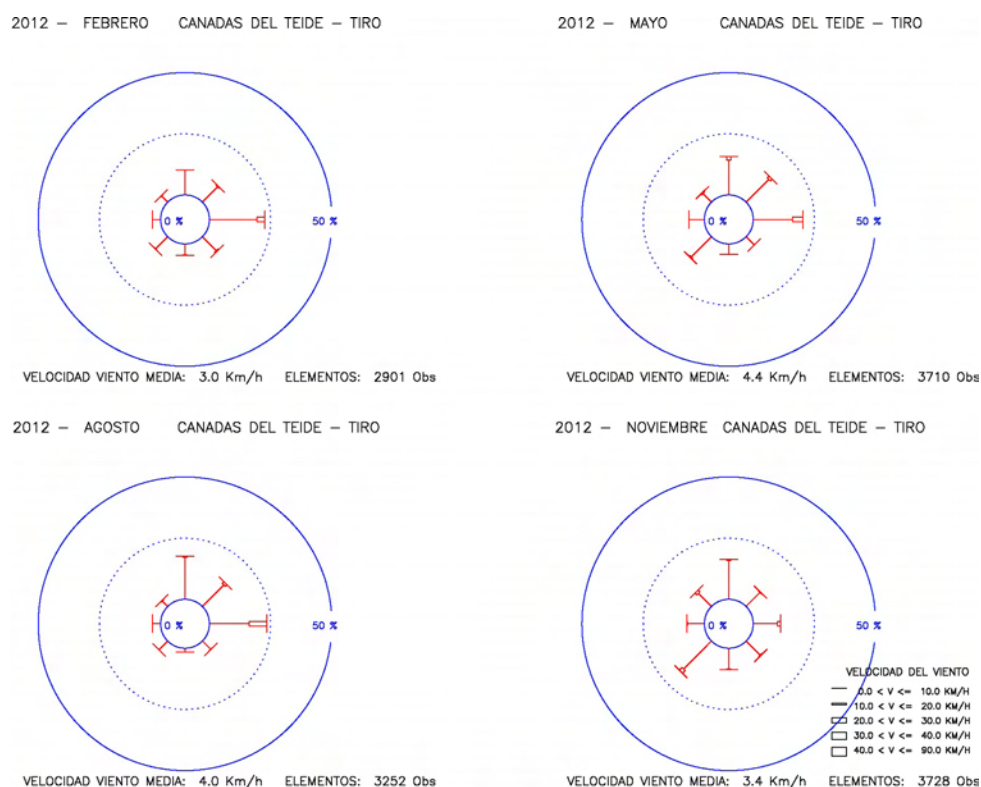 2012 – FEBRERO CANADAS DEL TEIDE – TIRO
0 %
50 %
VELOCIDAD VIENTO MEDIA: 3.0 Km/h ELEMENTOS: 2901 Obs
2012 – MAYO CANADAS DEL TEIDE – TIRO
0 %
50 %
VELOCIDAD VIENTO MEDIA: 4.4 Km/h ELEMENTOS: 3710 Obs
2012 – AGOSTO CANADAS DEL TEIDE – TIRO
0 %
50 %
VELOCIDAD VIENTO MEDIA: 4.0 Km/h ELEMENTOS: 3252 Obs
2012 – NOVIEMBRE CANADAS DEL TEIDE – TIRO
0 %
50 %
VELOCIDAD DEL VIENTO
0.0 < V <= 10.0 KM/H
10.0 < V <= 20.0 KM/H
20.0 < V <= 30.0 KM/H
30.0 < V <= 40.0 KM/H
40.0 < V <= 90.0 KM/H
VELOCIDAD VIENTO MEDIA: 3.4 Km/h ELEMENTOS: 3728 Obs